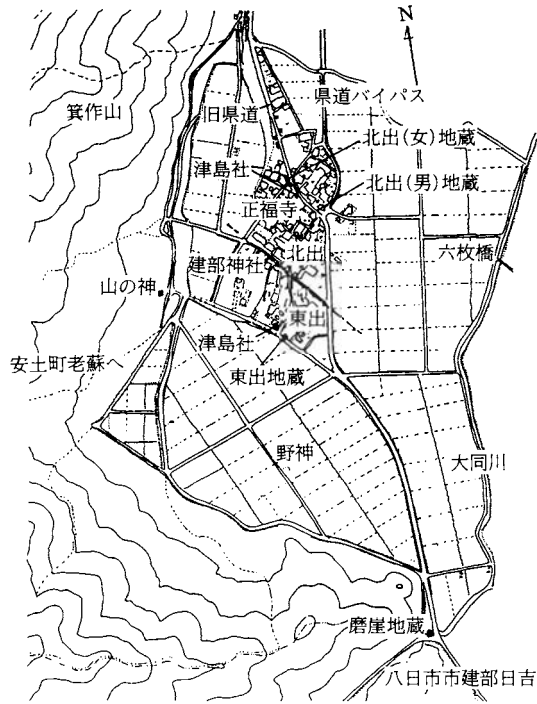 N
箕作山
旧県道
県道バイパス
北出(女)地蔵
津島社
北出(男)地蔵
正福寺
北出
六枚橋
建部神社
山の神
東出
津島社
安土町老蘇へ
東出地蔵
野神
大同川
磨崖地蔵
八日市市建部日吉